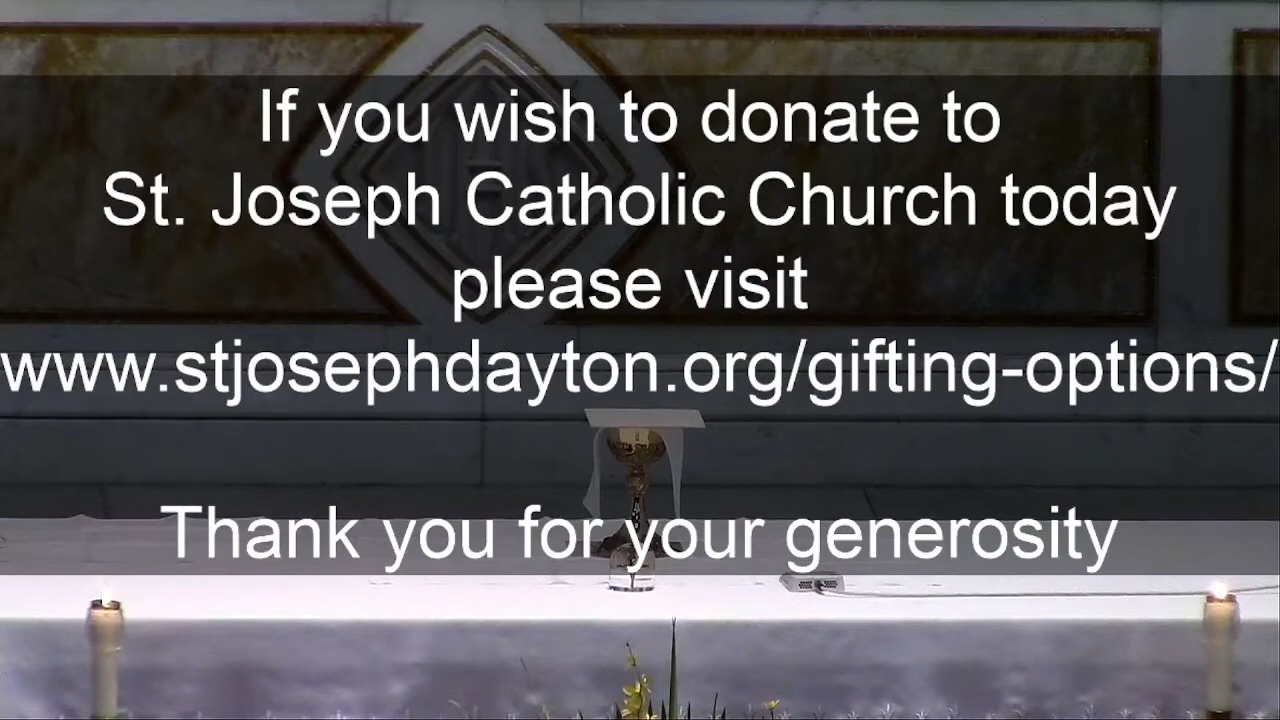 If you wish to donate to
St. Joseph Catholic Church today
please visit
www.stjosephdayton.org/gifting-options/
Thank you for your generosity